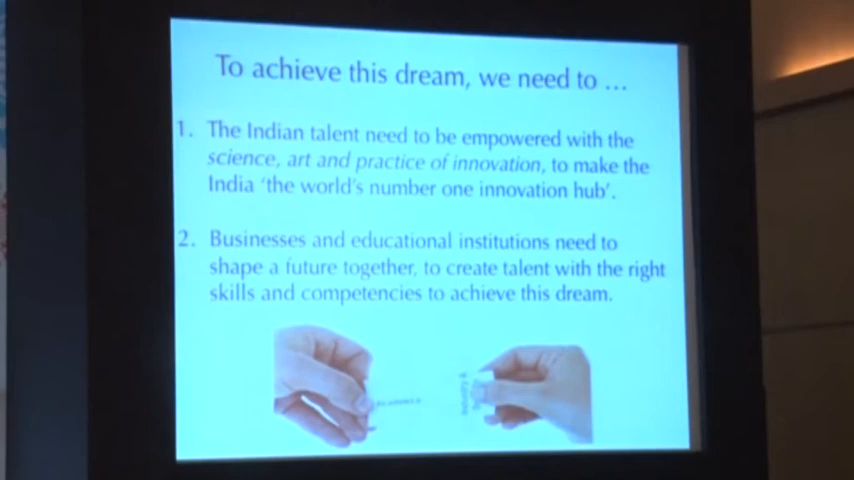 To achieve this dream, we need to ...
1. The Indian talent need to be empowered with the
science, art and practice of innovation, to make the
India 'the world's number one innovation hub'.
2. Businesses and educational institutions need to
shape a future together, to create talent with the right
skills and competencies to achieve this dream.